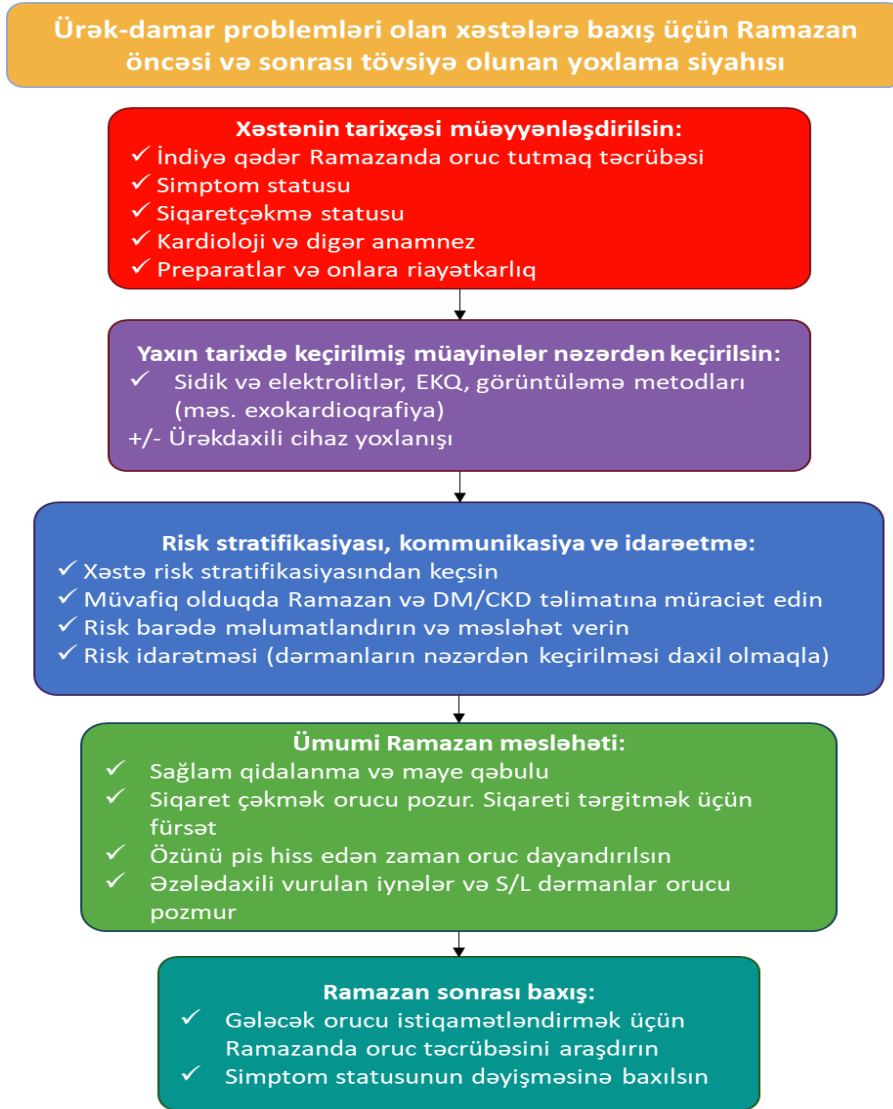 Ürək-damar problemləri olan xəstələrə baxış üçün Ramazan
öncəsi və sonrası tövsiyə olunan yoxlama siyahısı
Xəstənin tarixçəsi müəyyənləşdirilsin:
✓ İndiyə qədər Ramazanda oruc tutmaq təcrübəsi
✓ Simptom statusu
✓ Siqaretçəkmə statusu
✓ Kardioloji və digər anamnez
✓ Preparatlar və onlara riayətkarlıq
Yaxın tarixdə keçirilmiş müayinələr nəzərdən keçirilsin:
✓ Sidik və elektrolitlər, EKQ, görüntüləmə metodları
(məs. exokardioqrafiya)
+/- Ürəkdaxili cihaz yoxlanışı
Risk stratifikasiyası, kommunikasiya və idarəetmə:
✓ Xəstə risk stratifikasiyasından keçsin
✓ Müvafiq olduqda Ramazan və DM/CKD təlimatına müraciət edin
✓ Risk barədə məlumatlandırın və məsləhət verin
✓ Risk idarətməsi (dərmanların nəzərdən keçirilməsi daxil olmaqla)
Ümumi Ramazan məsləhəti:
✓ Sağlam qidalanma və maye qəbulu
✓ Siqaret çəkmək orucu pozur. Siqareti tərgitmək üçün
fürsət
✓ Özünü pis hiss edən zaman oruc dayandırılsın
✓ Əzələdaxili vurulan iynələr və S/L dərmanlar orucu
pozmur
Ramazan sonrası baxış:
✓ Gələcək orucu istiqamətləndirmək üçün
Ramazanda oruc təcrübəsini araşdırın
✓ Simptom statusunun dəyişməsinə baxılsın